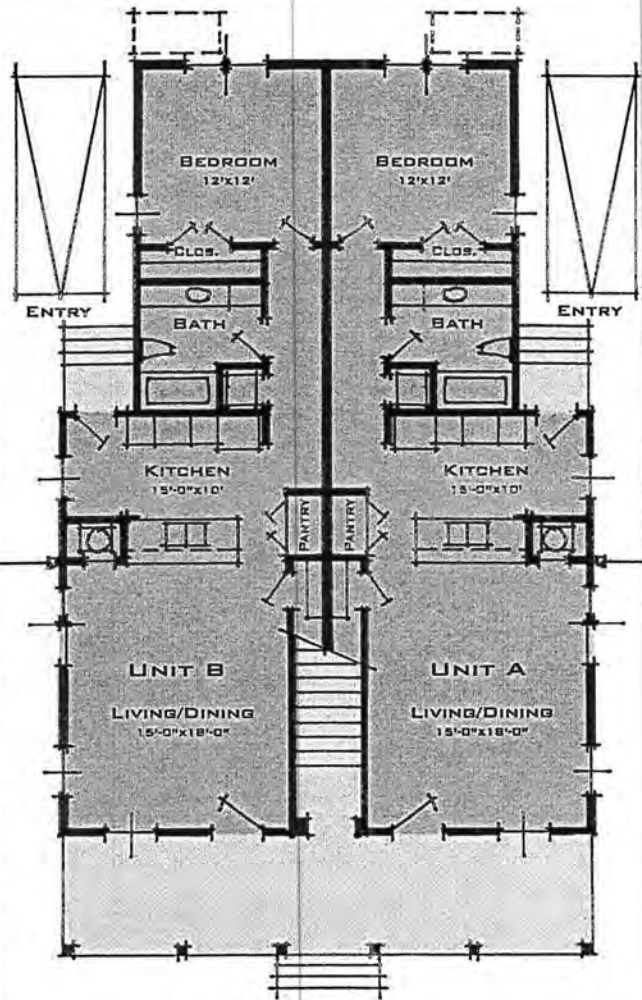 BEDROOM
12'x12'
BEDROOM
12'x12'
CLOS.
CLOS.
ENTRY
ENTRY
BATH
BATH
KITCHEN
15'-0"x10'
KITCHEN
15'-0"x10'
PANTRY
PANTRY
UNIT B
UNIT A
LIVING/DINING
15'-0"x18'-0"
LIVING/DINING
15'-0"x18'-0"